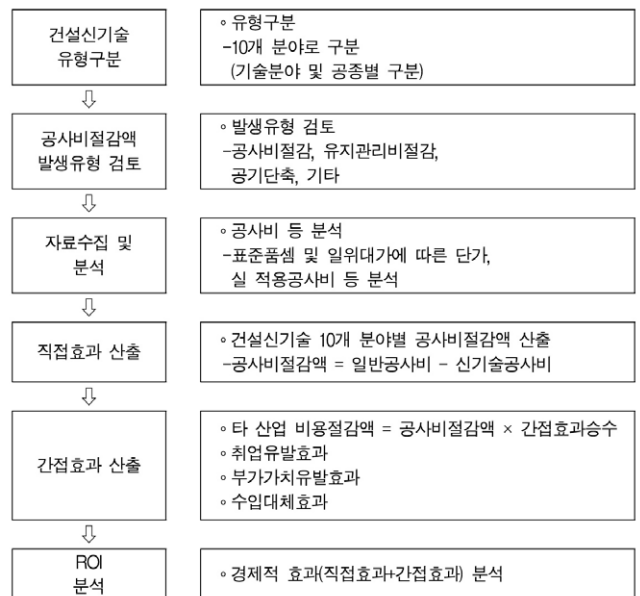 건설신기술
유형구분
∘유형구분
-10개 분야로 구분
(기술분야 및 공종별 구분)
⇩
공사비절감액
발생유형 검토
∘발생유형 검토
-공사비절감, 유지관리비절감,
공기단축, 기타
⇩
자료수집 및
분석
∘공사비 등 분석
-표준품셈 및 일위대가에 따른 단가,
실 적용공사비 등 분석
⇩
직접효과 산출
∘건설신기술 10개 분야별 공사비절감액 산출
-공사비절감액 = 일반공사비 - 신기술공사비
⇩
간접효과 산출
∘타 산업 비용절감액 = 공사비절감액 × 간접효과승수
∘취업유발효과
∘부가가치유발효과
∘수입대체효과
⇩
ROI
분석
∘경제적 효과(직접효과+간접효과) 분석